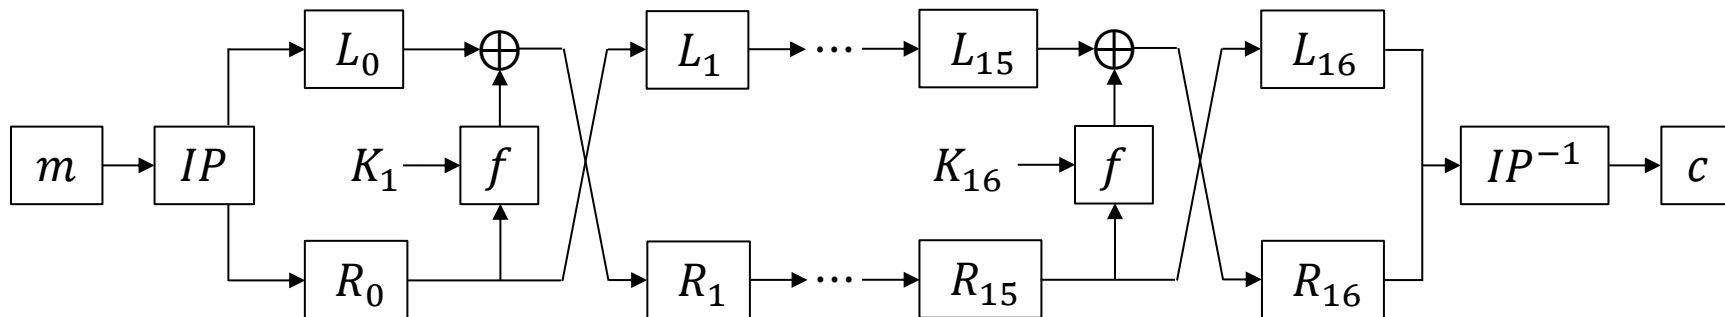 L₀ ⊕ L₁ ⋯ L₁₅ ⊕ L₁₆
m IP K₁ f K₁₆ f IP⁻¹ c
R₀ R₁ ⋯ R₁₅ R₁₆